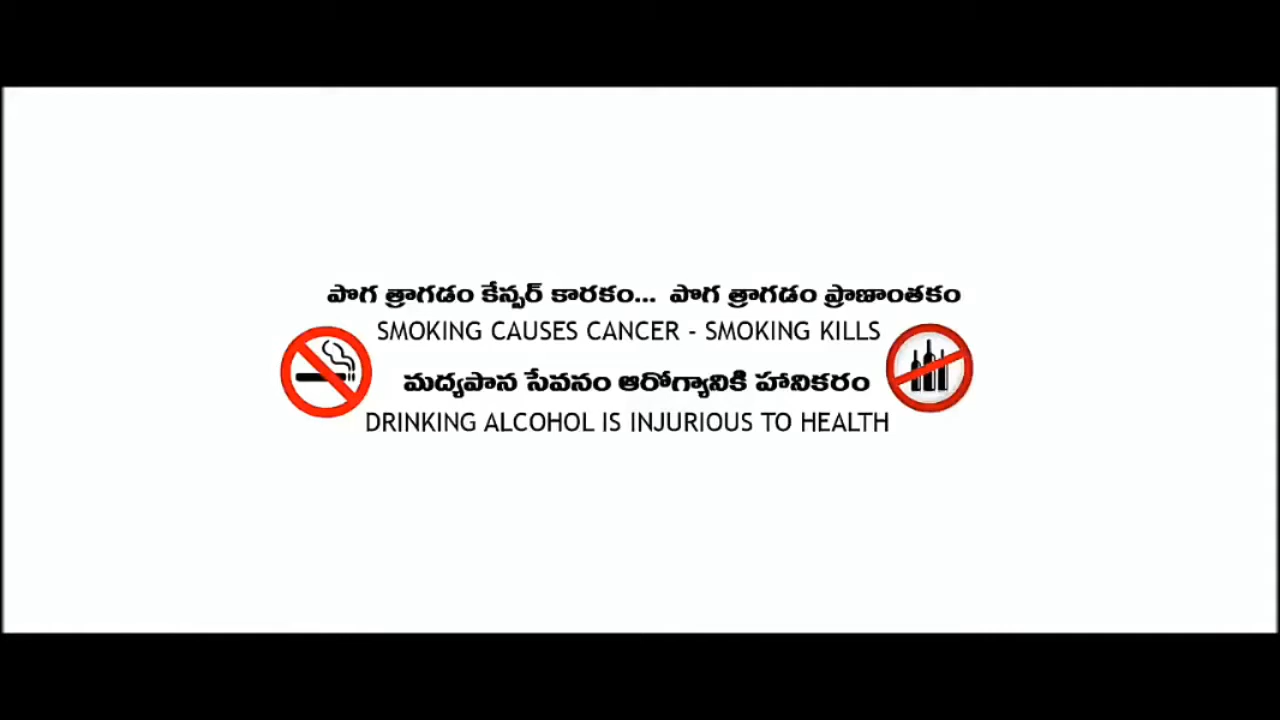 పొగ త్రాగడం కేన్సర్ కారకం... పొగ త్రాగడం ప్రాణాంతకం
SMOKING CAUSES CANCER - SMOKING KILLS
మద్యపాన సేవనం ఆరోగ్యానికి హానికరం
DRINKING ALCOHOL IS INJURIOUS TO HEALTH